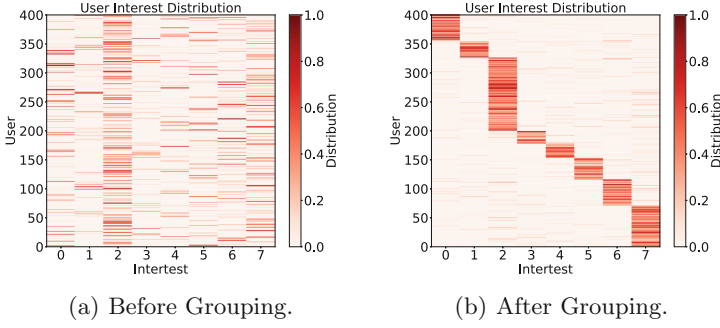 User Interest Distribution
400
350
300
250
200
150
100
50
0
User
0 1 2 3 4 5 6 7
Intertest
1.0
0.8
0.6
0.4
0.2
0.0
Distribution
(a) Before Grouping.
User Interest Distribution
400
350
300
250
200
150
100
50
0
User
0 1 2 3 4 5 6 7
Intertest
1.0
0.8
0.6
0.4
0.2
0.0
Distribution
(b) After Grouping.